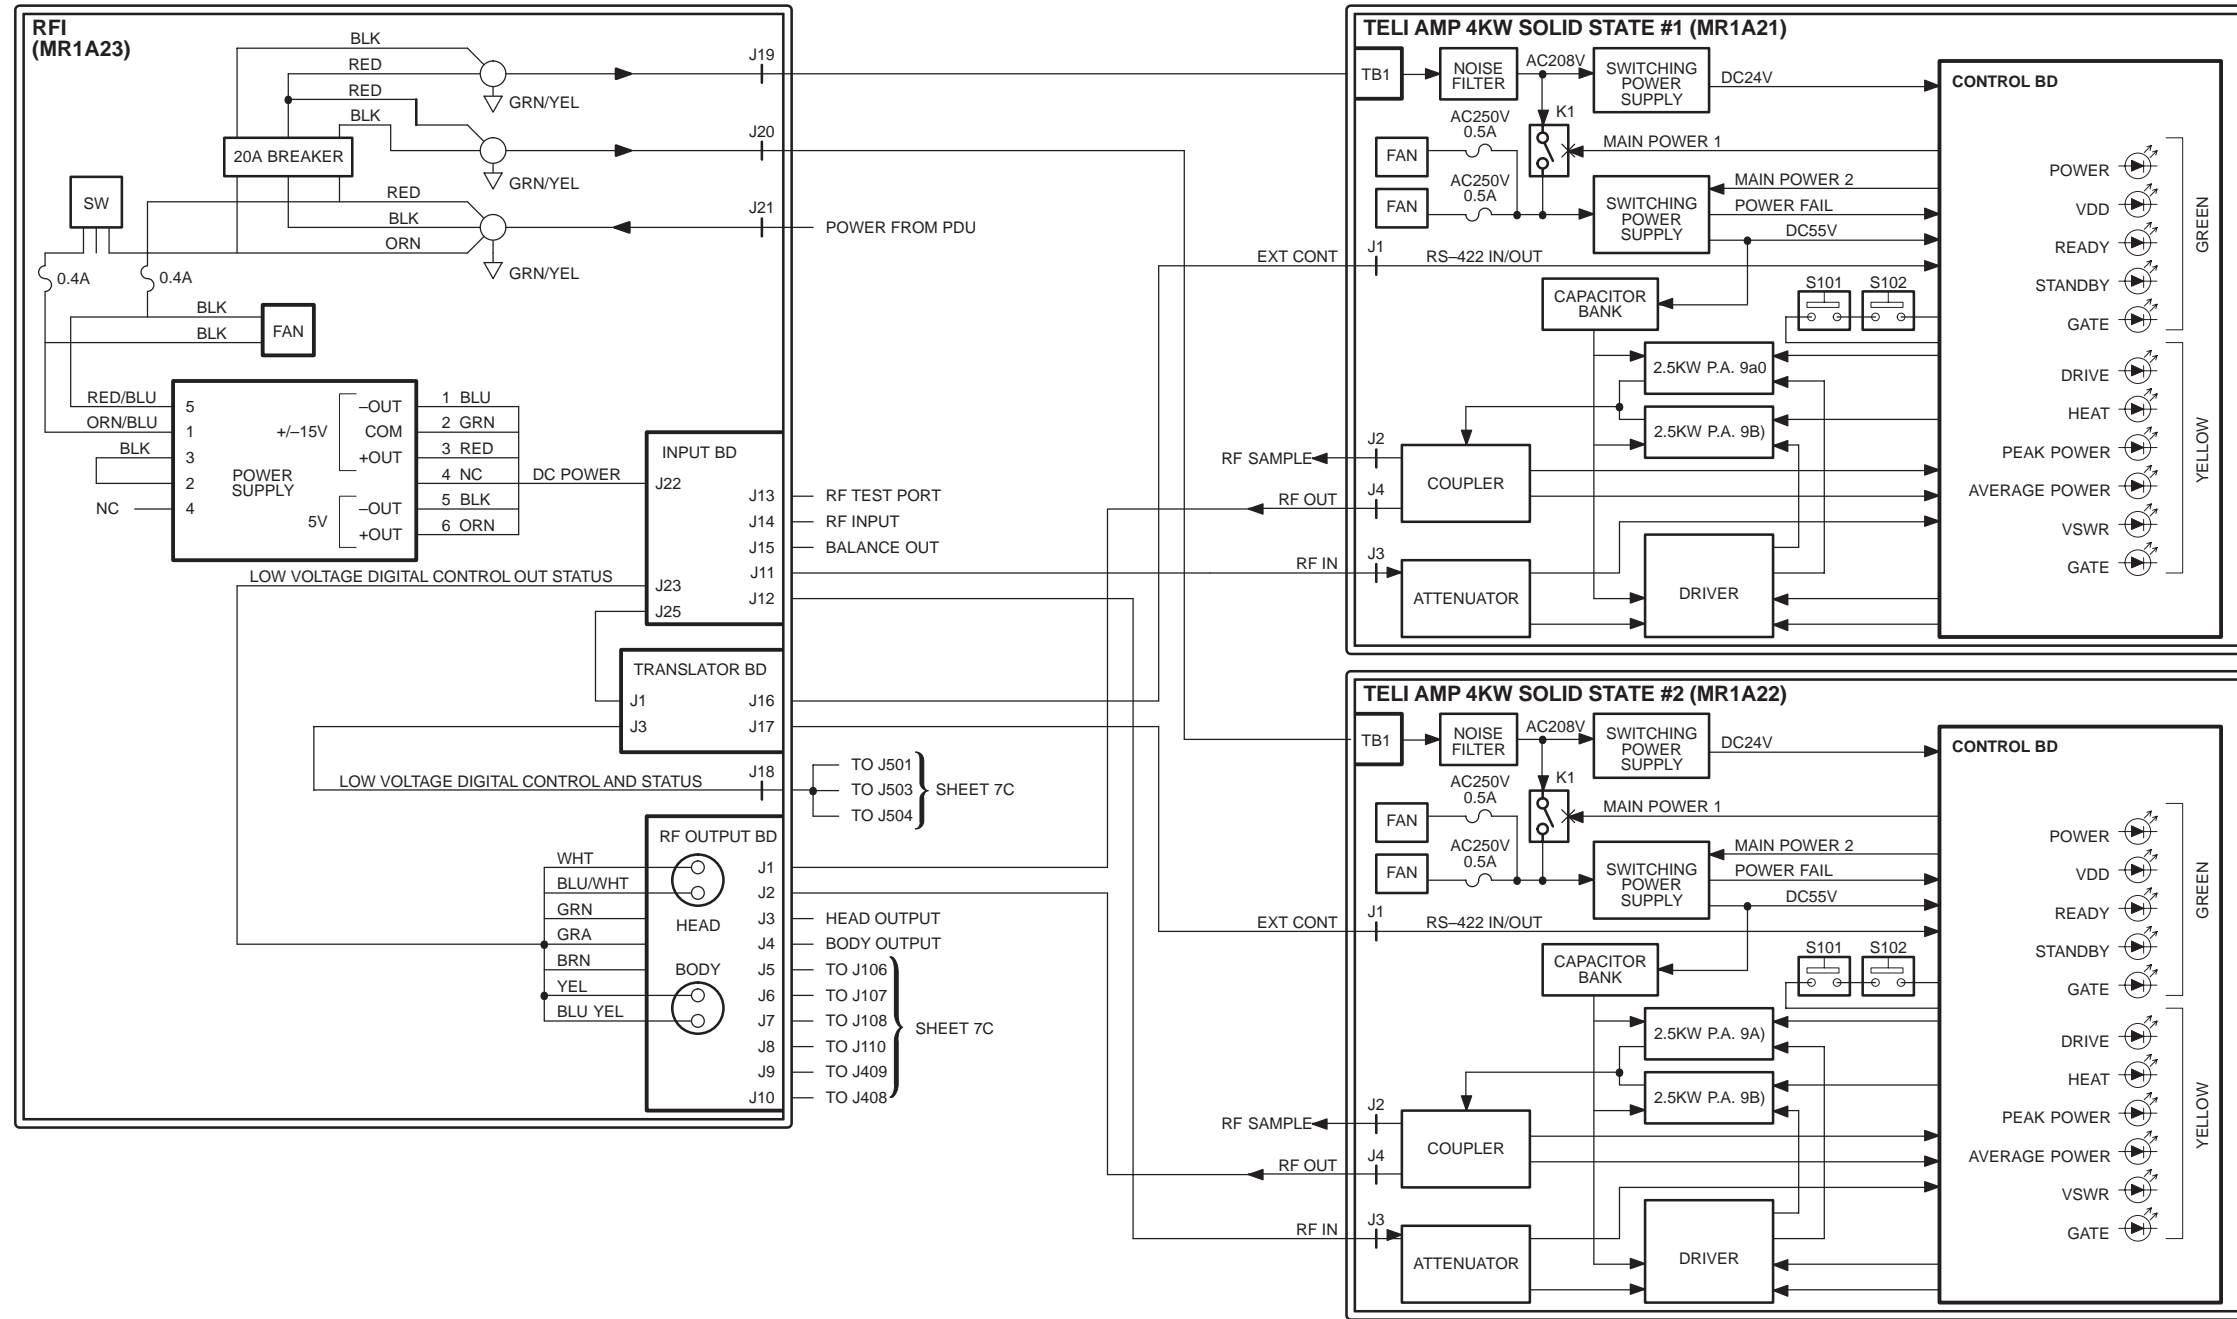 RFI
(MR1A23)
BLK
RED
RED
BLK
GRN/YEL
GRN/YEL
20A BREAKER
SW
RED
BLK
ORN
GRN/YEL
0.4A
0.4A
BLK
BLK
FAN
J19
J20
J21
POWER FROM PDU
RED/BLU
ORN/BLU
BLK
NC
5
1
3
2
4
+/–15V
POWER
SUPPLY
5V
–OUT
COM
+OUT
–OUT
+OUT
1 BLU
2 GRN
3 RED
4 NC
5 BLK
6 ORN
DC POWER
INPUT BD
J22
J13
J14
J15
J11
J12
J23
J25
RF TEST PORT
RF INPUT
BALANCE OUT
LOW VOLTAGE DIGITAL CONTROL OUT STATUS
TRANSLATOR BD
J1
J3
J16
J17
LOW VOLTAGE DIGITAL CONTROL AND STATUS
J18
TO J501
TO J503
TO J504
SHEET 7C
RF OUTPUT BD
WHT
BLU/WHT
GRN
GRA
BRN
YEL
BLU YEL
HEAD
BODY
J1
J2
J3
J4
J5
J6
J7
J8
J9
J10
HEAD OUTPUT
BODY OUTPUT
TO J106
TO J107
TO J108
TO J110
TO J409
TO J408
SHEET 7C
TELI AMP 4KW SOLID STATE #1 (MR1A21)
TB1
NOISE
FILTER
AC208V
SWITCHING
POWER
SUPPLY
DC24V
CONTROL BD
AC250V
0.5A
K1
FAN
MAIN POWER 1
AC250V
0.5A
FAN
SWITCHING
POWER
SUPPLY
MAIN POWER 2
POWER FAIL
DC55V
EXT CONT
J1
RS–422 IN/OUT
CAPACITOR
BANK
S101
S102
2.5KW P.A. 9a0
2.5KW P.A. 9B)
RF SAMPLE
J2
COUPLER
RF OUT
J4
RF IN
J3
ATTENUATOR
DRIVER
POWER
VDD
READY
STANDBY
GATE
GREEN
DRIVE
HEAT
PEAK POWER
AVERAGE POWER
VSWR
GATE
YELLOW
TELI AMP 4KW SOLID STATE #2 (MR1A22)
TB1
NOISE
FILTER
AC208V
SWITCHING
POWER
SUPPLY
DC24V
CONTROL BD
AC250V
0.5A
K1
FAN
MAIN POWER 1
AC250V
0.5A
FAN
SWITCHING
POWER
SUPPLY
MAIN POWER 2
POWER FAIL
DC55V
EXT CONT
J1
RS–422 IN/OUT
CAPACITOR
BANK
S101
S102
2.5KW P.A. 9A)
2.5KW P.A. 9B)
RF SAMPLE
J2
COUPLER
RF OUT
J4
RF IN
J3
ATTENUATOR
DRIVER
POWER
VDD
READY
STANDBY
GATE
GREEN
DRIVE
HEAT
PEAK POWER
AVERAGE POWER
VSWR
GATE
YELLOW